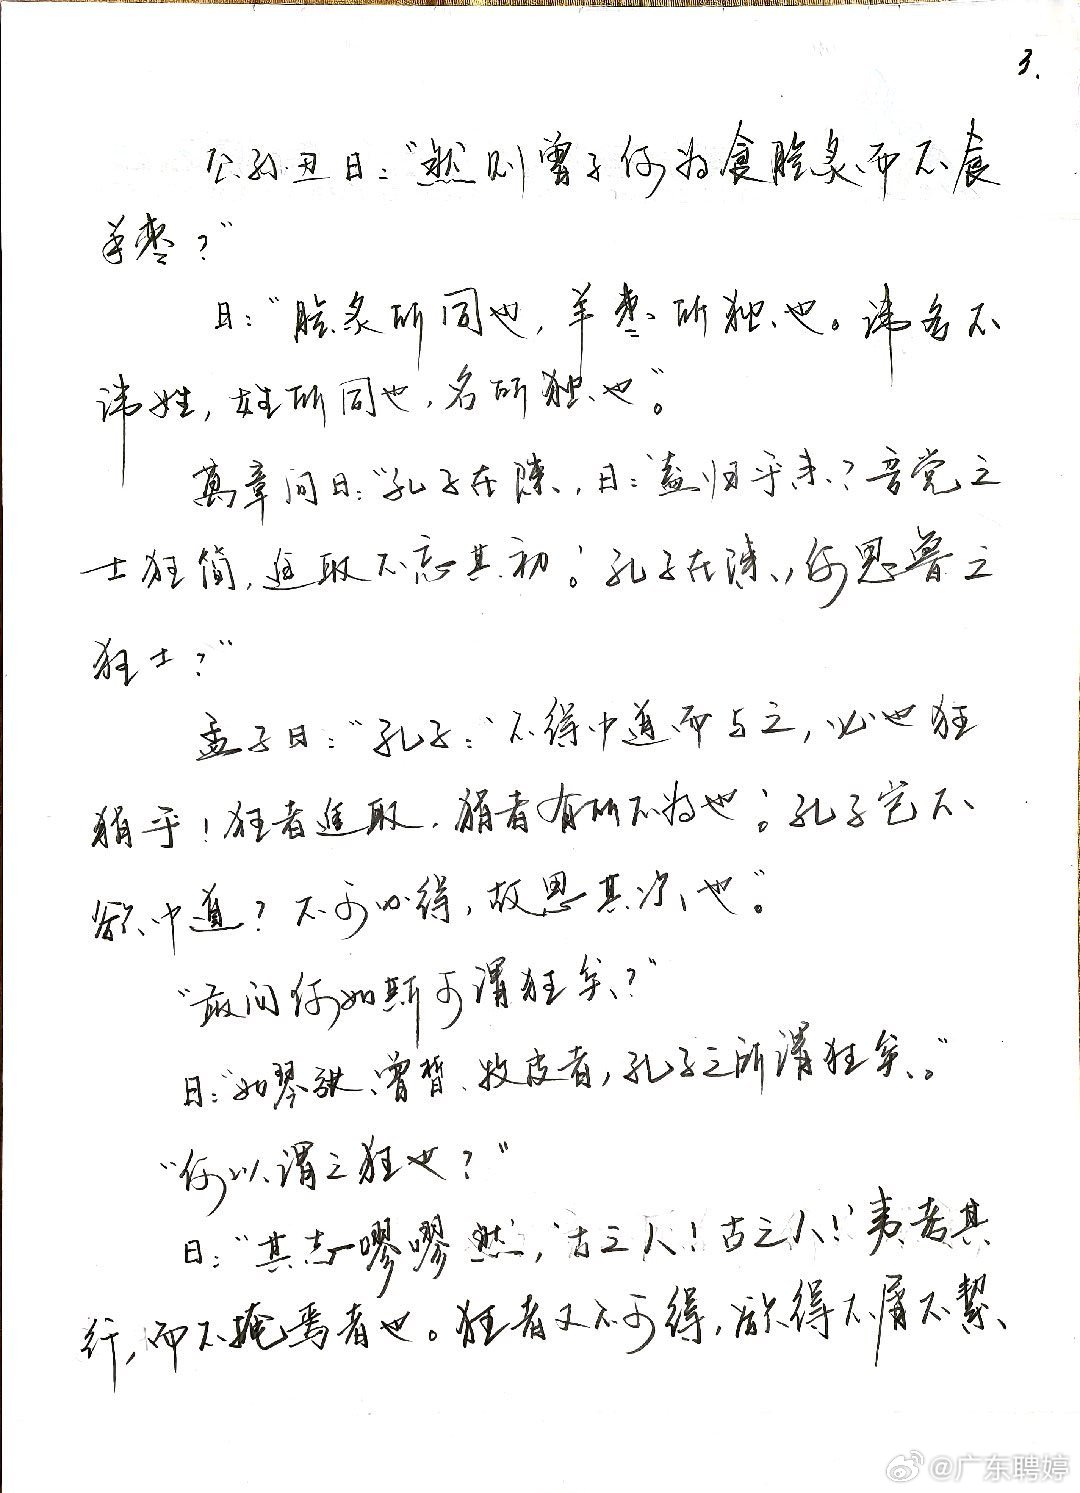 3.
公孙丑曰：“然则曾子何为食脍炙而不食
羊枣？”
曰：“脍炙所同也，羊枣所独也。讳名不
讳姓，姓所同也，名所独也”。
萬章问曰：“孔子在陳，曰：‘盍归乎来？吾党之
士狂简，進取不忘其初’。孔子在陳，何思魯之
狂士？”
孟子曰：“孔子：‘不得中道而与之，必也狂
狷乎！狂者進取，狷者有所不为也’。孔子岂不
欲中道？不可必得，故思其次也”。
“敢问何如斯可谓狂矣？”
曰：“如琴张、曾皙、牧皮者，孔子之所谓狂矣。”
“何以谓之狂也？”
曰：“其志嘐嘐然，‘古之人！古之人！’夷考其
行，而不掩焉者也。狂者又不可得，欲得不屑不絜
@广东聘婷